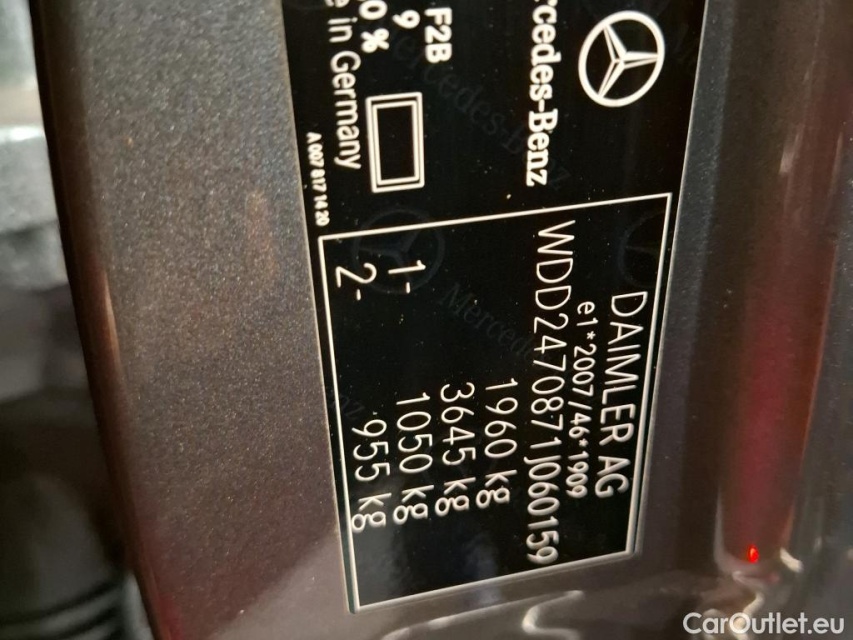 Mercedes-Benz
F2B
9
0 %
e in Germany
A 007 817 14 20
DAIMLER AG
e1*2007/46*1909
WDD2470871J060159
1960 kg
3645 kg
1- 1050 kg
2- 955 kg
CarOutlet.eu